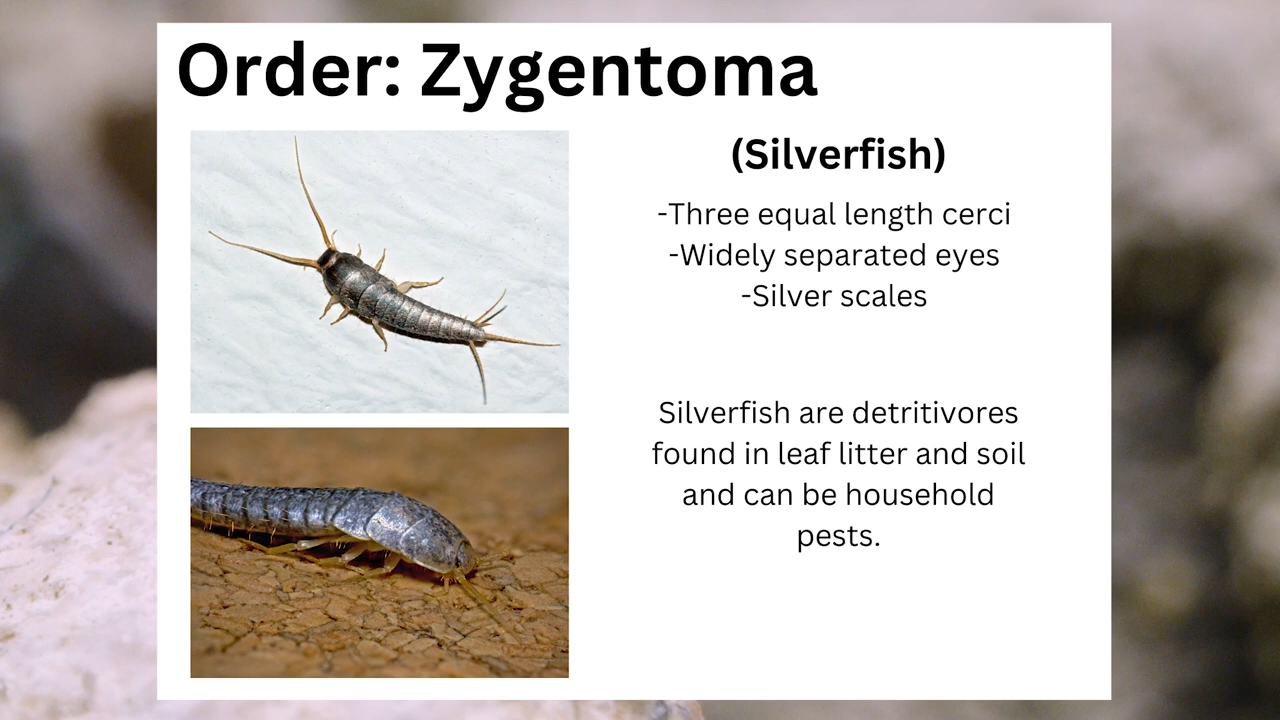 Order: Zygentoma
(Silverfish)
-Three equal length cerci
-Widely separated eyes
-Silver scales
Silverfish are detritivores
found in leaf litter and soil
and can be household
pests.